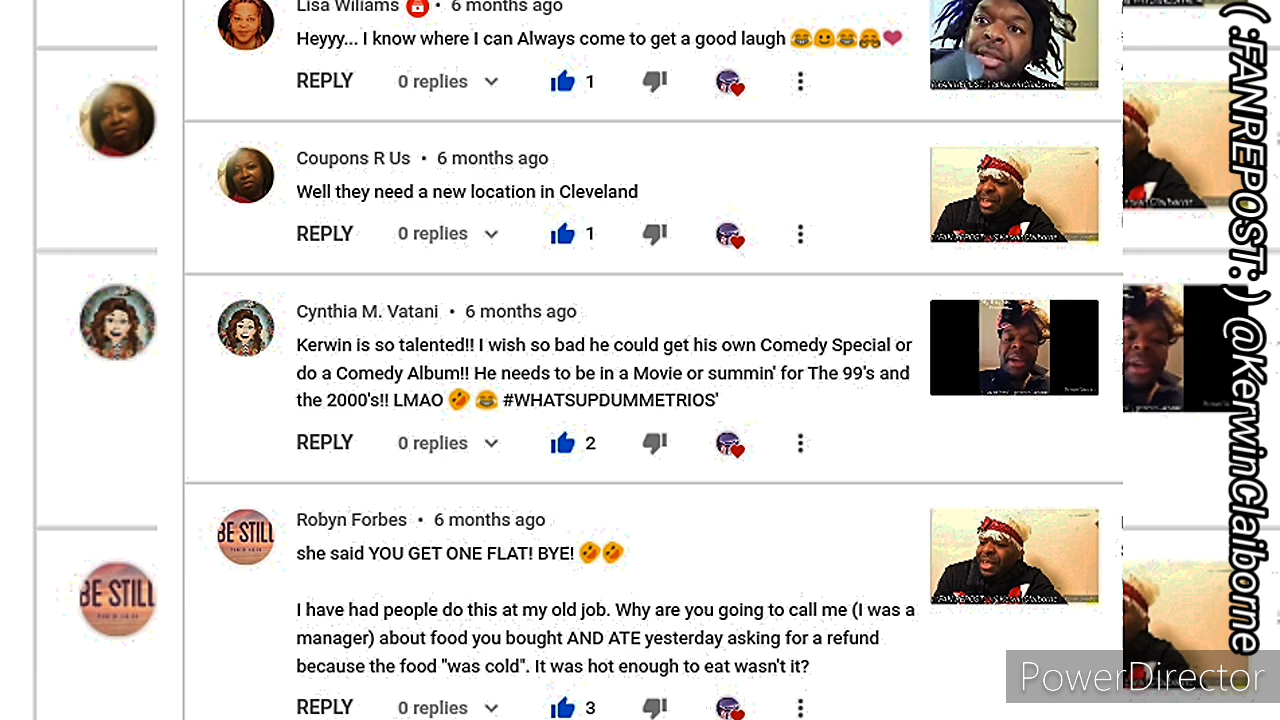 Lisa Wiliams • 6 months ago
Heyyy... I know where I can Always come to get a good laugh 😂😃😂🙈❤
REPLY 0 replies 1
Coupons R Us • 6 months ago
Well they need a new location in Cleveland
REPLY 0 replies 1
Cynthia M. Vatani • 6 months ago
Kerwin is so talented!! I wish so bad he could get his own Comedy Special or
do a Comedy Album!! He needs to be in a Movie or summin' for The 99's and
the 2000's!! LMAO 🤣 😂 #WHATSUPDUMMETRIOS'
REPLY 0 replies 2
BE STILL
Robyn Forbes • 6 months ago
she said YOU GET ONE FLAT! BYE! 🤣🤣
I have had people do this at my old job. Why are you going to call me (I was a
manager) about food you bought AND ATE yesterday asking for a refund
because the food "was cold". It was hot enough to eat wasn't it?
REPLY 0 replies 3
BE STILL
(:FANREPOST:) @KerwinClaiborne
PowerDirector